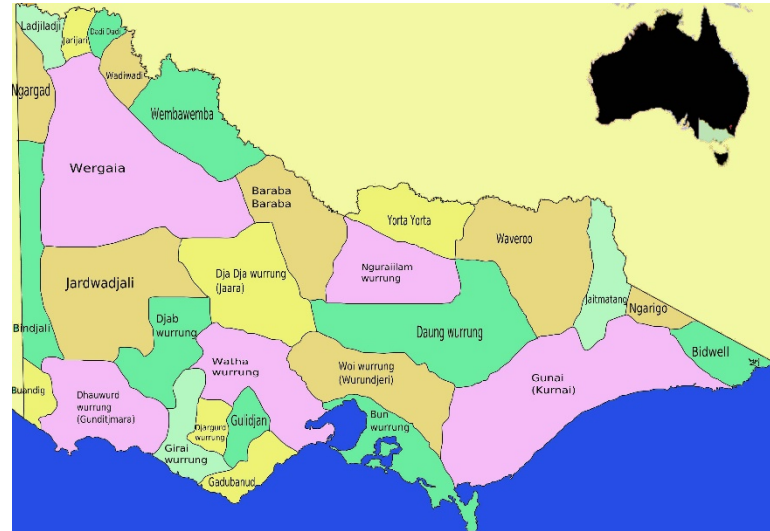 Ladjiladji
Jarijari
Dadi Dadi
Wadiwadi
Ngargad
Wembawemba
Wergaia
Baraba
Baraba
Yorta Yorta
Waveroo
Nguraiilam
wurrung
Dja Dja wurrung
(Jaara)
Jardwadjali
Jaitmatang
Ngarigo
Bindjali
Djab
wurrung
Daung wurrung
Bidwell
Watha
wurrung
Woi wurrung
(Wurundjeri)
Gunai
(Kurnai)
Buandig
Dhauwurd
wurrung
(Gunditjmara)
Djargurd
wurrung
Gulidjan
Bun
wurrung
Girai
wurrung
Gadubanud